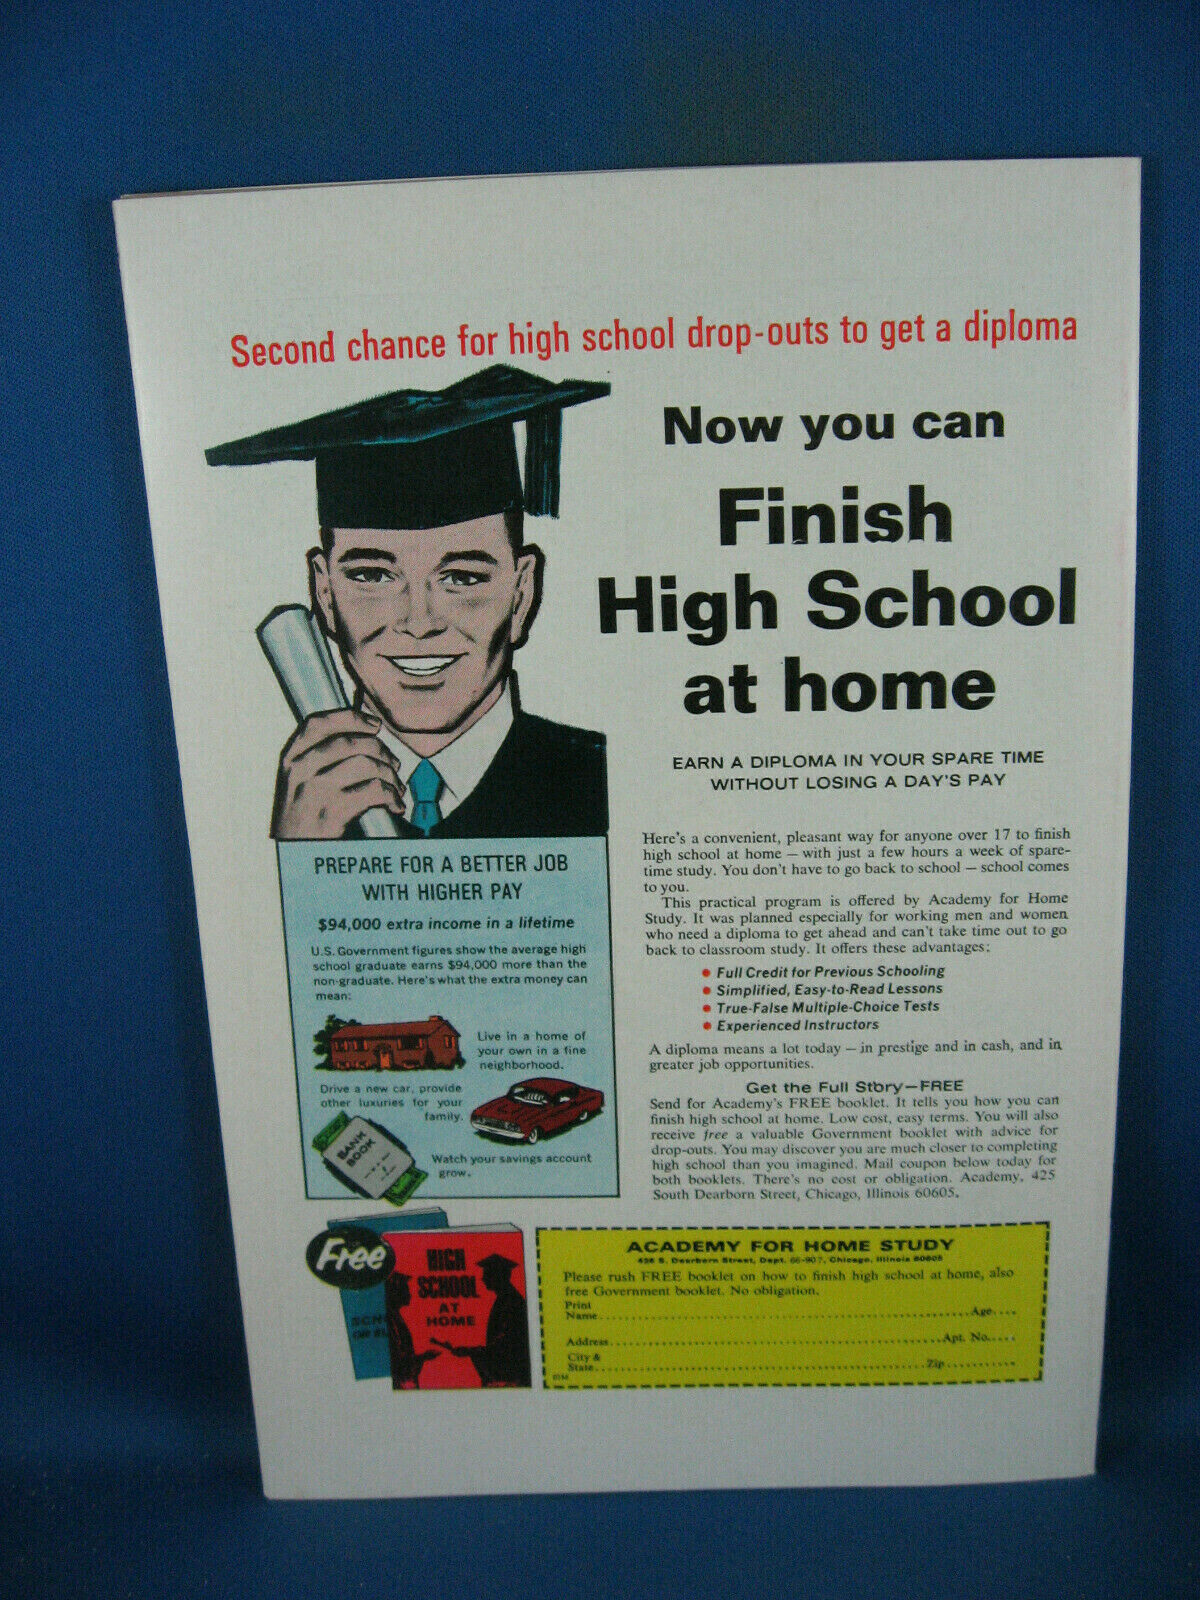 Second chance for high school drop-outs to get a diploma
Now you can
Finish
High School
at home
EARN A DIPLOMA IN YOUR SPARE TIME
WITHOUT LOSING A DAY'S PAY
PREPARE FOR A BETTER JOB
WITH HIGHER PAY
$94,000 extra income in a lifetime
U.S. Government figures show the average high
school graduate earns $94,000 more than the
non-graduate. Here's what the extra money can
mean:
Live in a home of
your own in a fine
neighborhood.
Drive a new car, provide
other luxuries for your
family.
BANK
BOOK
Watch your savings account
grow.
Here's a convenient, pleasant way for anyone over 17 to finish
high school at home — with just a few hours a week of spare-
time study. You don't have to go back to school — school comes
to you.
This practical program is offered by Academy for Home
Study. It was planned especially for working men and women
who need a diploma to get ahead and can't take time out to go
back to classroom study. It offers these advantages:
• Full Credit for Previous Schooling
• Simplified, Easy-to-Read Lessons
• True-False Multiple-Choice Tests
• Experienced Instructors
A diploma means a lot today — in prestige and in cash, and in
greater job opportunities.
Get the Full Story—FREE
Send for Academy's FREE booklet. It tells you how you can
finish high school at home. Low cost, easy terms. You will also
receive free a valuable Government booklet with advice for
drop-outs. You may discover you are much closer to completing
high school than you imagined. Mail coupon below today for
both booklets. There's no cost or obligation. Academy, 425
South Dearborn Street, Chicago, Illinois 60605.
Free
HIGH
SCHOOL
AT
HOME
ACADEMY FOR HOME STUDY
425 S. Dearborn Street, Dept. 66-907, Chicago, Illinois 60605
Please rush FREE booklet on how to finish high school at home, also
free Government booklet. No obligation.
Print
Name Age
Address Apt. No.
City &
State Zip